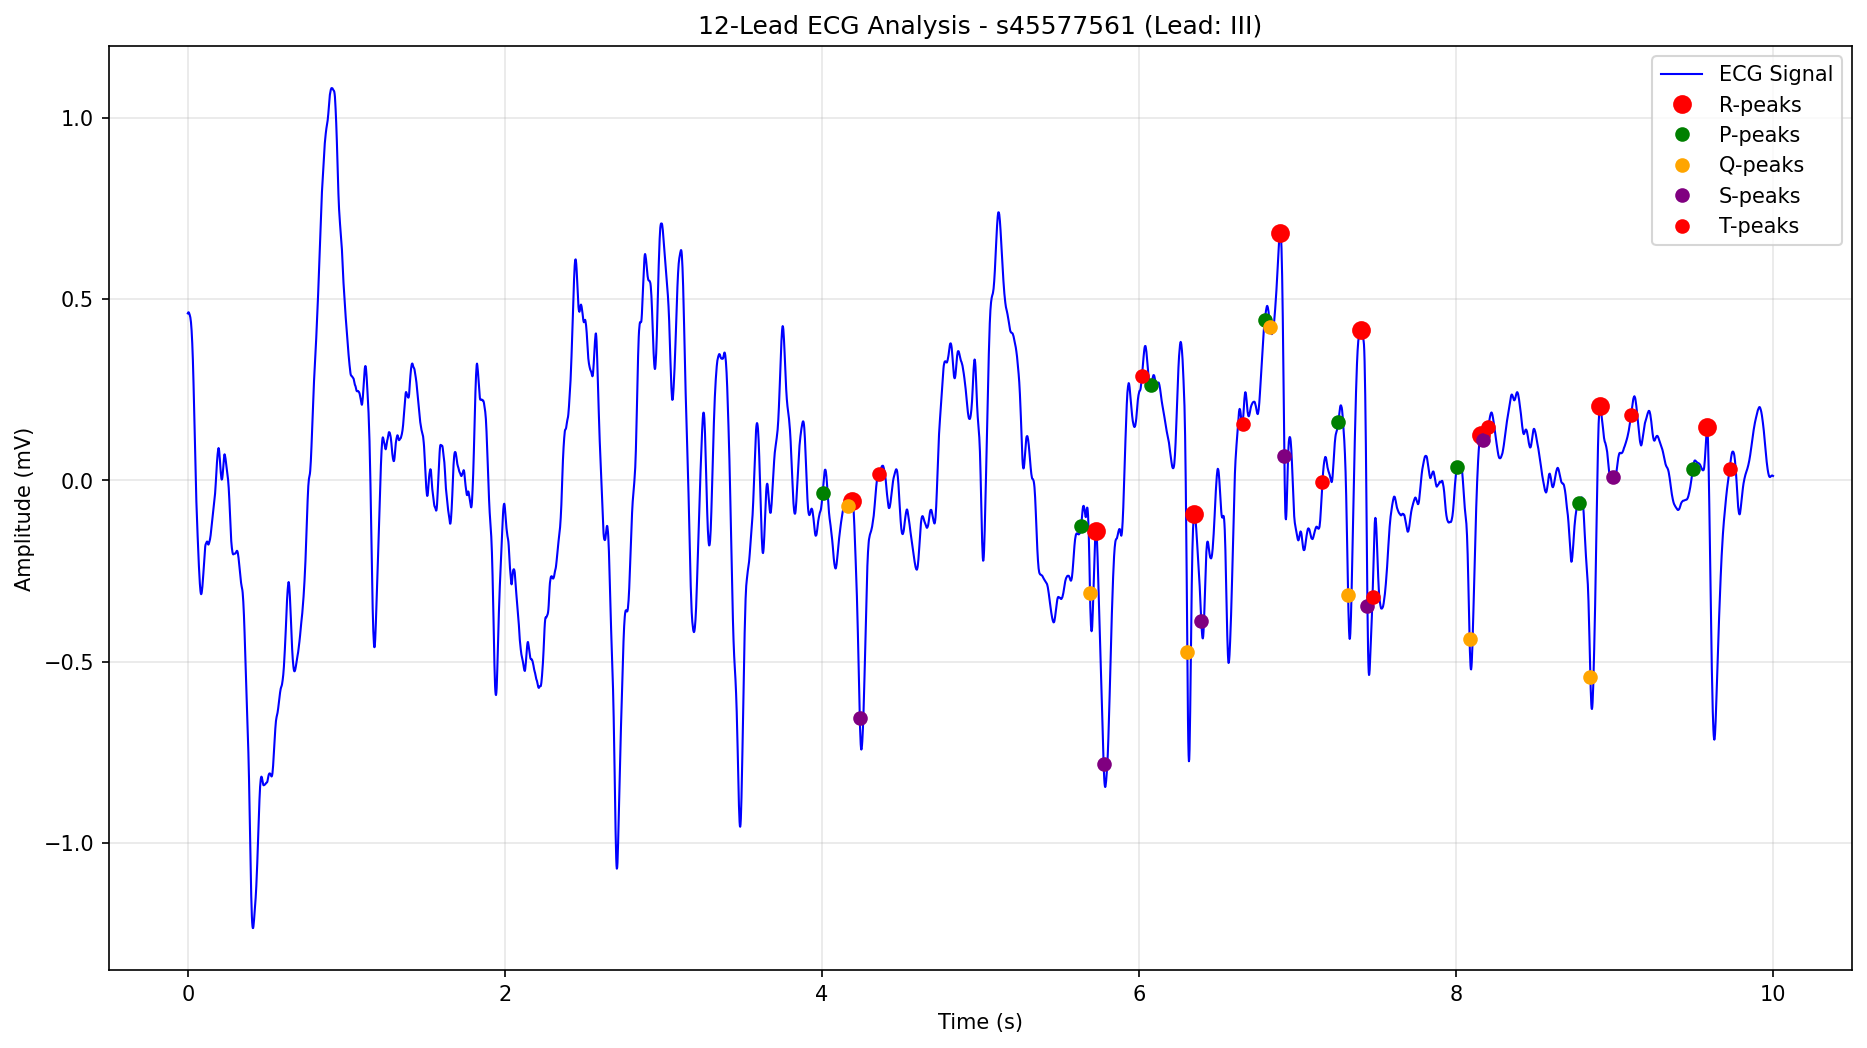 12-Lead ECG Analysis - s45577561 (Lead: III)
ECG Signal
R-peaks
P-peaks
Q-peaks
S-peaks
T-peaks
Amplitude (mV)
1.0
0.5
0.0
−0.5
−1.0
0 2 4 6 8 10
Time (s)